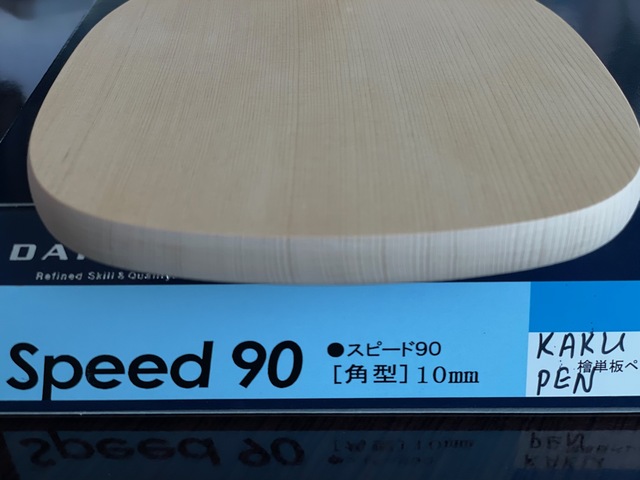 DA
Refined Skill & Quality
Speed 90
●スピード90
[角型]10mm
KAKU
PEN
檜単板ペ